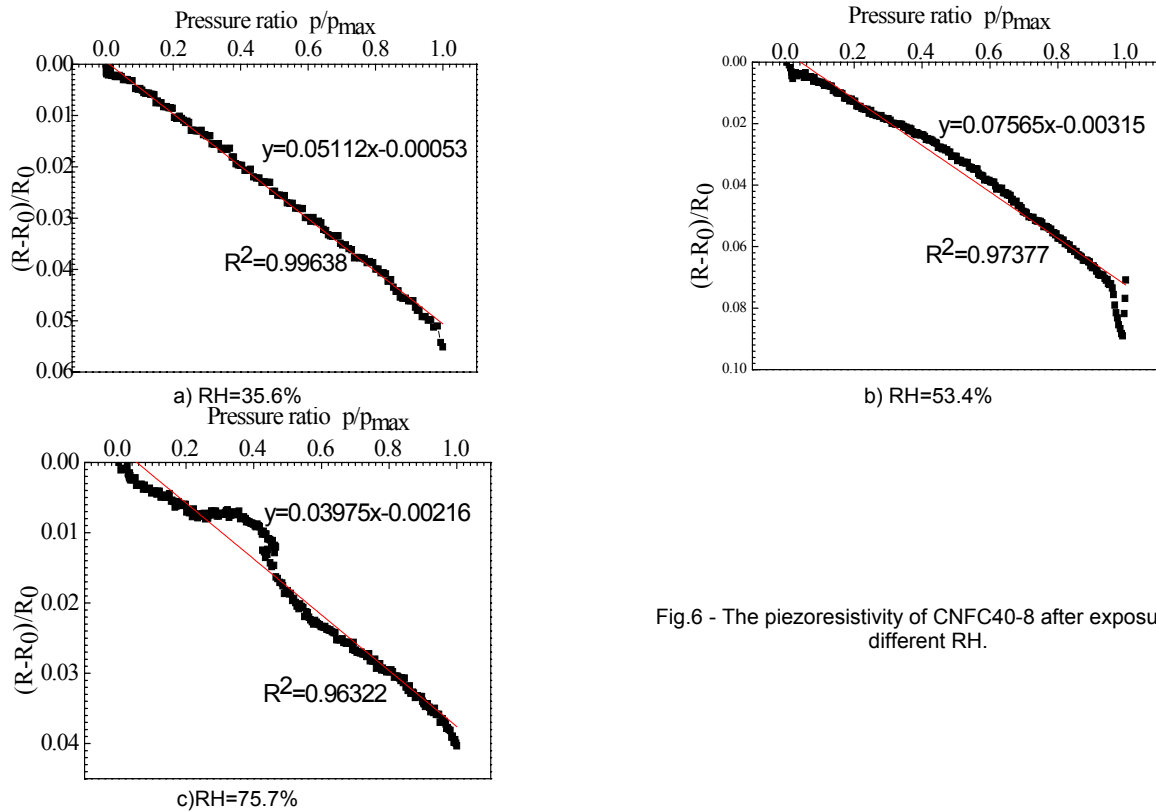 Pressure ratio p/pmax
0.0 0.2 0.4 0.6 0.8 1.0
0.00
0.01
0.02
0.03
0.04
0.05
0.06
(R-R0)/R0
y=0.05112x-0.00053
R2=0.99638
a) RH=35.6%
Pressure ratio p/pmax
0.0 0.2 0.4 0.6 0.8 1.0
0.00
0.02
0.04
0.06
0.08
0.10
(R-R0)/R0
y=0.07565x-0.00315
R2=0.97377
b) RH=53.4%
Pressure ratio p/pmax
0.0 0.2 0.4 0.6 0.8 1.0
0.00
0.01
0.02
0.03
0.04
(R-R0)/R0
y=0.03975x-0.00216
R2=0.96322
c)RH=75.7%
Fig.6 - The piezoresistivity of CNFC40-8 after exposu
different RH.